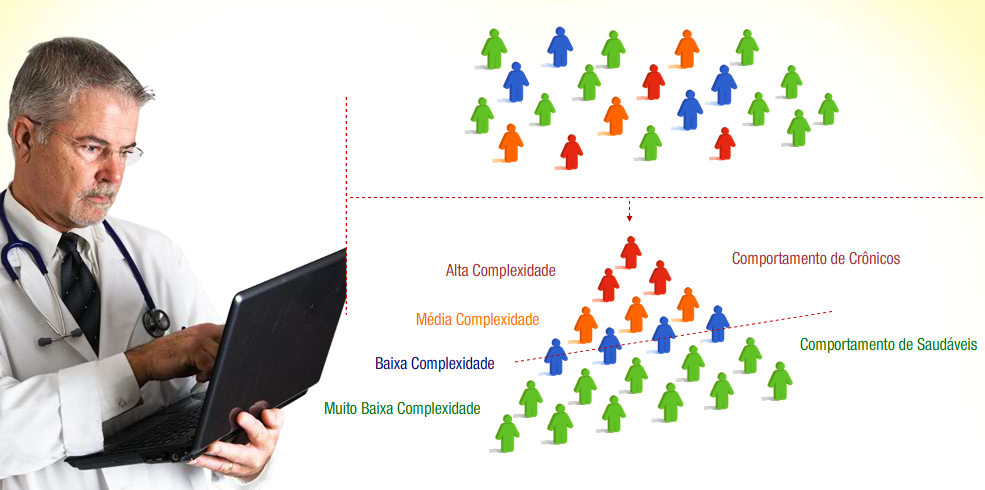 Alta Complexidade
Comportamento de Crônicos
Média Complexidade
Comportamento de Saudáveis
Baixa Complexidade
Muito Baixa Complexidade